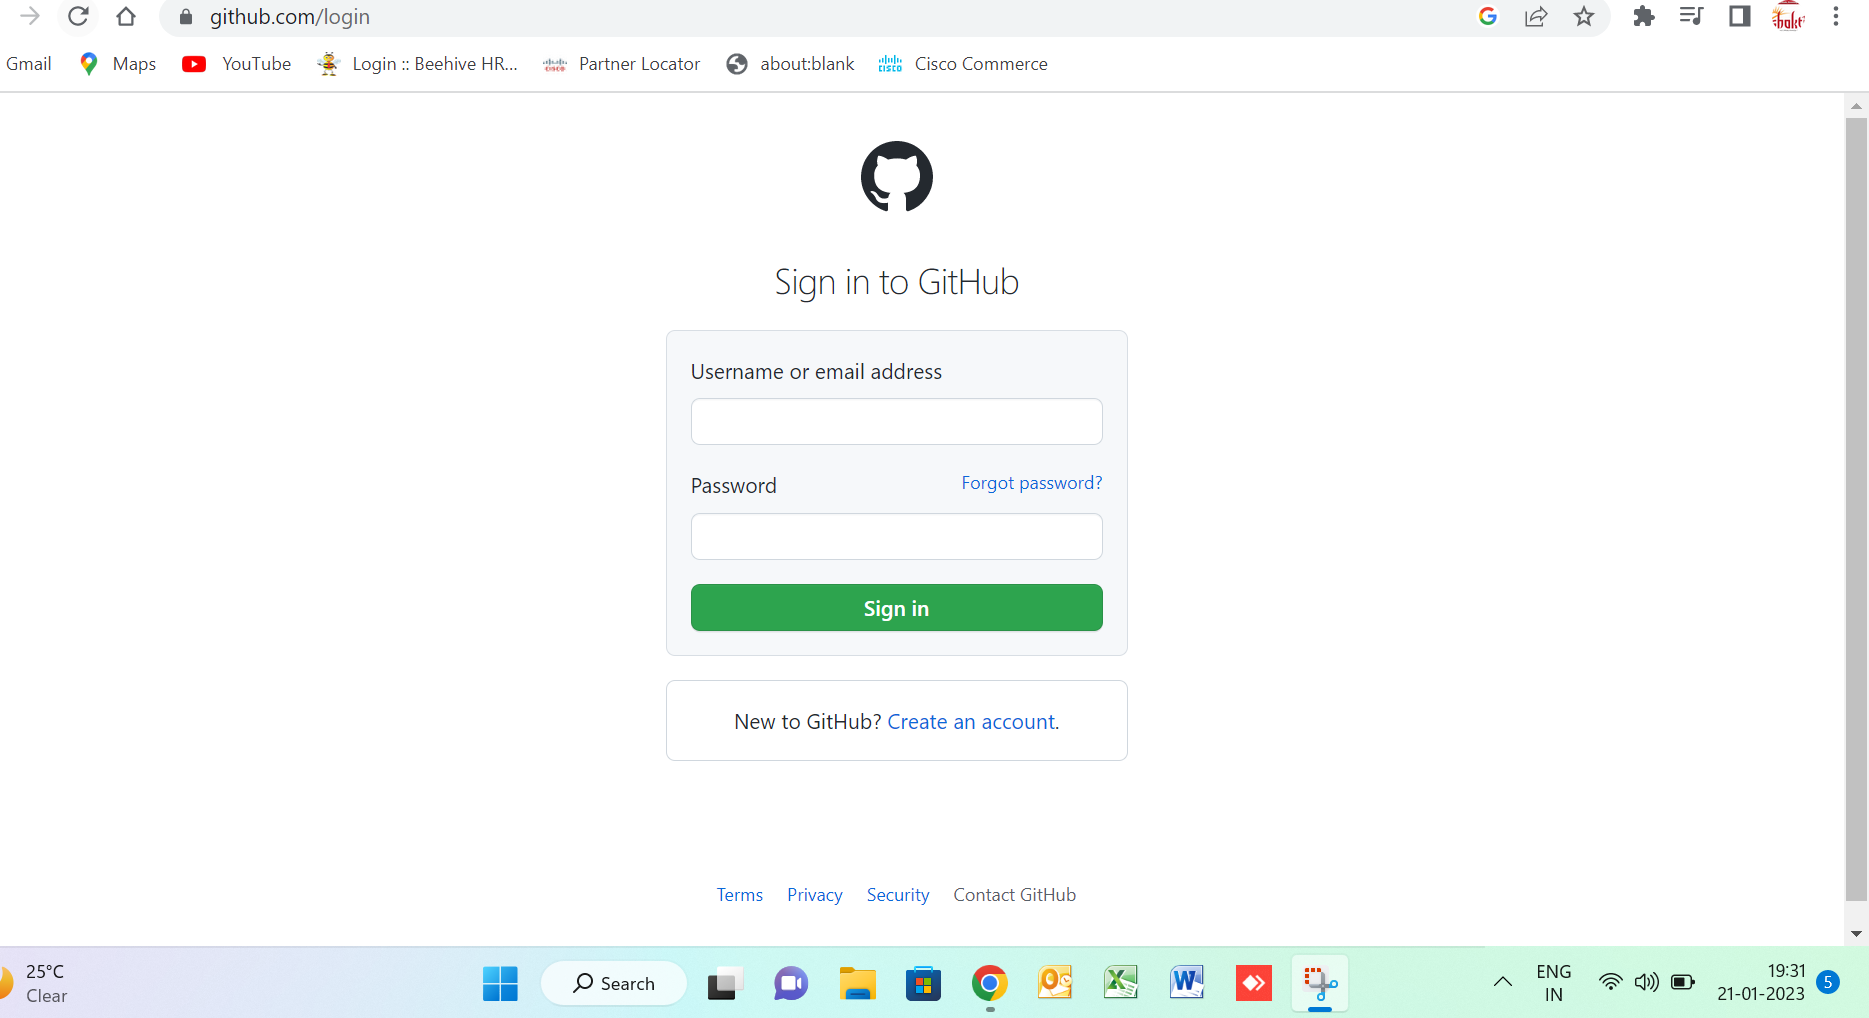 github.com/login
Gmail Maps YouTube Login :: Beehive HR... Partner Locator about:blank Cisco Commerce
Sign in to GitHub
Username or email address
Password Forgot password?
Sign in
New to GitHub? Create an account.
Terms Privacy Security Contact GitHub
25°C
Clear
Search
ENG
IN
19:31
21-01-2023
5